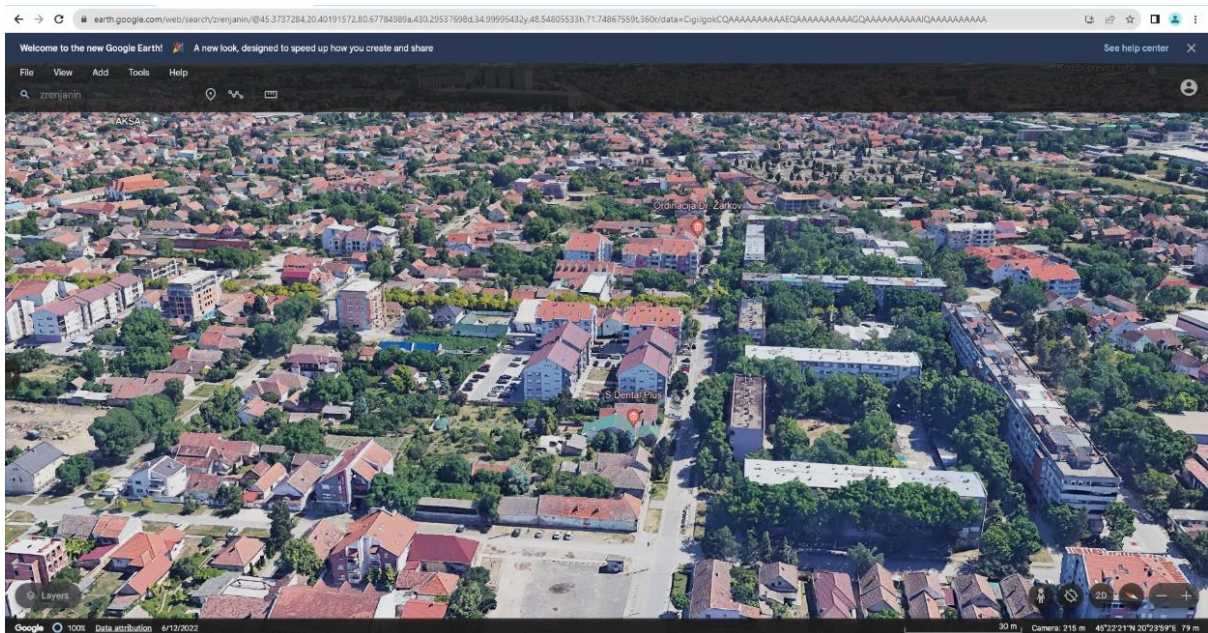 earth.google.com/web/search/zrenjanin/@45.3737284,20.40191572,80.67784989a,430.29537698d,34.99995432y,48.54805533h,71.74867559t,360r/data=CigiJgokCQAAAAAAAAAAEQAAAAAAAAAAGQAAAAAAAAAAIQAAAAAAAAAA
Welcome to the new Google Earth! 🎉 A new look, designed to speed up how you create and share
See help center
File View Add Tools Help
zrenjanin
AKSA
Ordinacija Dr. Žarkov
S Dental Plus
Layers
2D
Google 100% Data attribution 6/12/2022
30 m Camera: 215 m 45°22'21"N 20°23'59"E 79 m